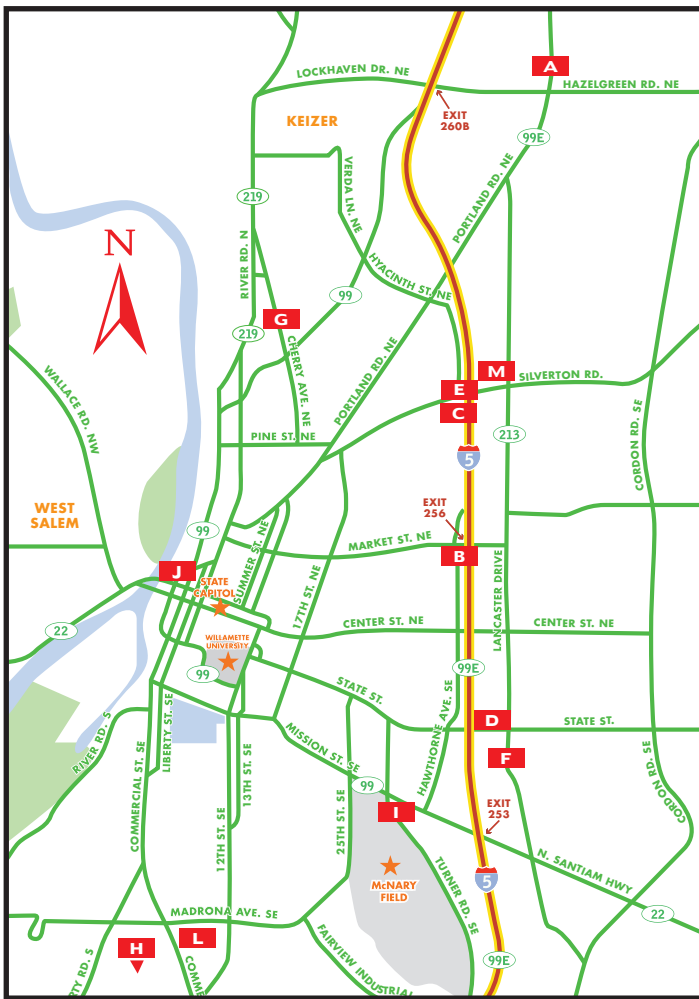 A
LOCKHAVEN DR. NE
HAZELGREEN RD. NE
EXIT
260B
KEIZER
99E
VERDA LN. NE
PORTLAND RD. NE
219
RIVER RD. N
N
HYACINTH ST. NE
99
G
219
CHERRY AVE. NE
PORTLAND RD. NE
M
SILVERTON RD.
E
C
WALLACE RD. NW
CORDON RD. SE
PINE ST. NE
213
5
WEST
SALEM
EXIT
256
99
SUMMER ST. NE
MARKET ST. NE
B
J
STATE
CAPITOL
17TH ST. NE
LANCASTER DRIVE
22
CENTER ST. NE
CENTER ST. NE
WILLAMETTE
UNIVERSITY
99
99E
STATE ST.
HAWTHORNE AVE. SE
D
STATE ST.
RIVER RD. S
LIBERTY ST. SE
COMMERCIAL ST. SE
MISSION ST. SE
13TH ST. SE
12TH ST. SE
F
CORDON RD. SE
99
I
25TH ST. SE
EXIT
253
N. SANTIAM HWY
McNARY
FIELD
TURNER RD. SE
5
22
MADRONA AVE. SE
H
L
RTY RD. S
COMME
FAIRVIEW INDUSTRIAL
99E